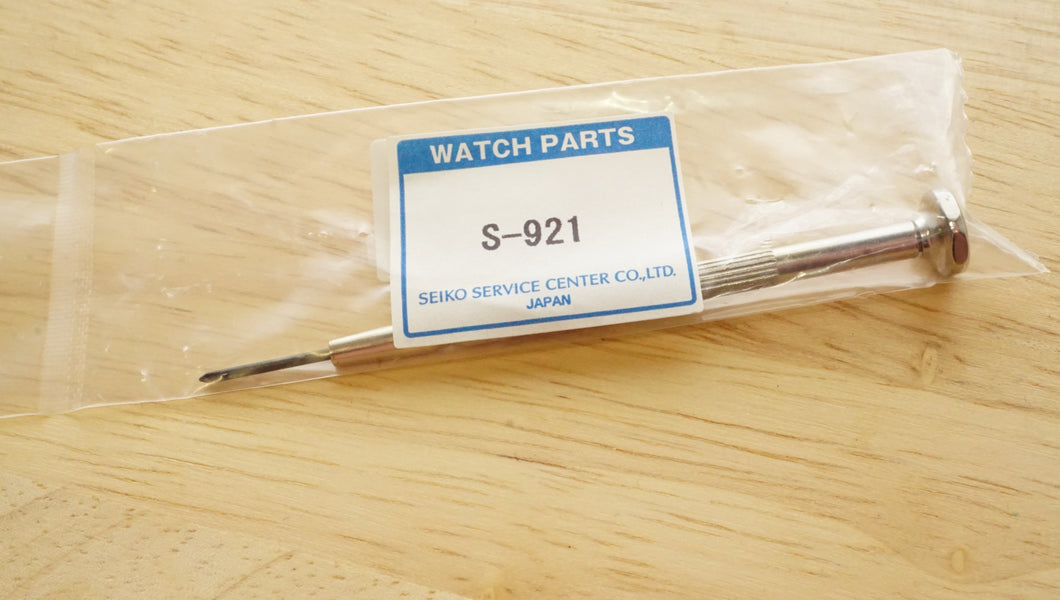 WATCH PARTS
S-921
SEIKO SERVICE CENTER CO.,LTD.
JAPAN